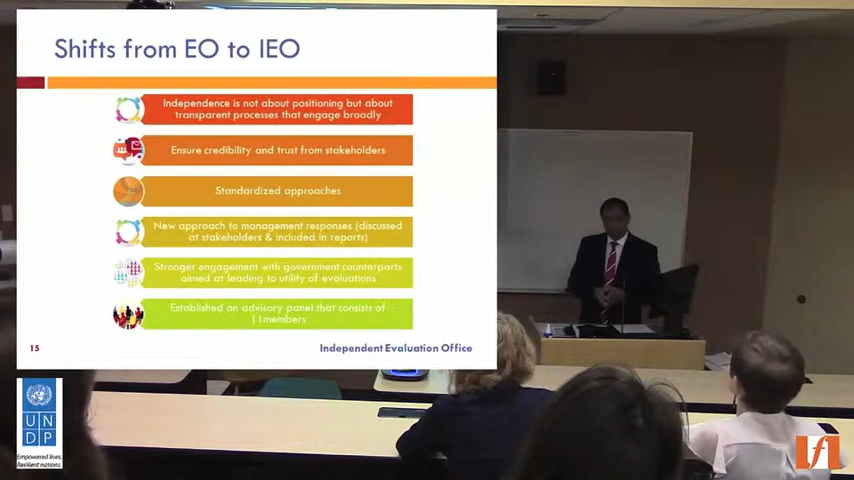 Shifts from EO to IEO
Independence is not about positioning but about
transparent processes that engage broadly
Ensure credibility and trust from stakeholders
Standardized approaches
New approach to management responses (discussed
at stakeholders & included in reports)
Stronger engagement with government counterparts
aimed at leading to utility of evaluations
Established an advisory panel that consists of
11members
15
Independent Evaluation Office
U N
D P
Empowered lives.
Resilient nations.